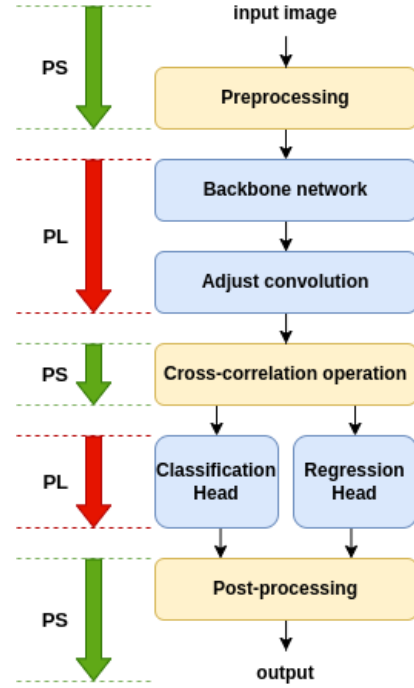 input image
PS
Preprocessing
Backbone network
PL
Adjust convolution
PS
Cross-correlation operation
PL
Classification
Head
Regression
Head
Post-processing
PS
output